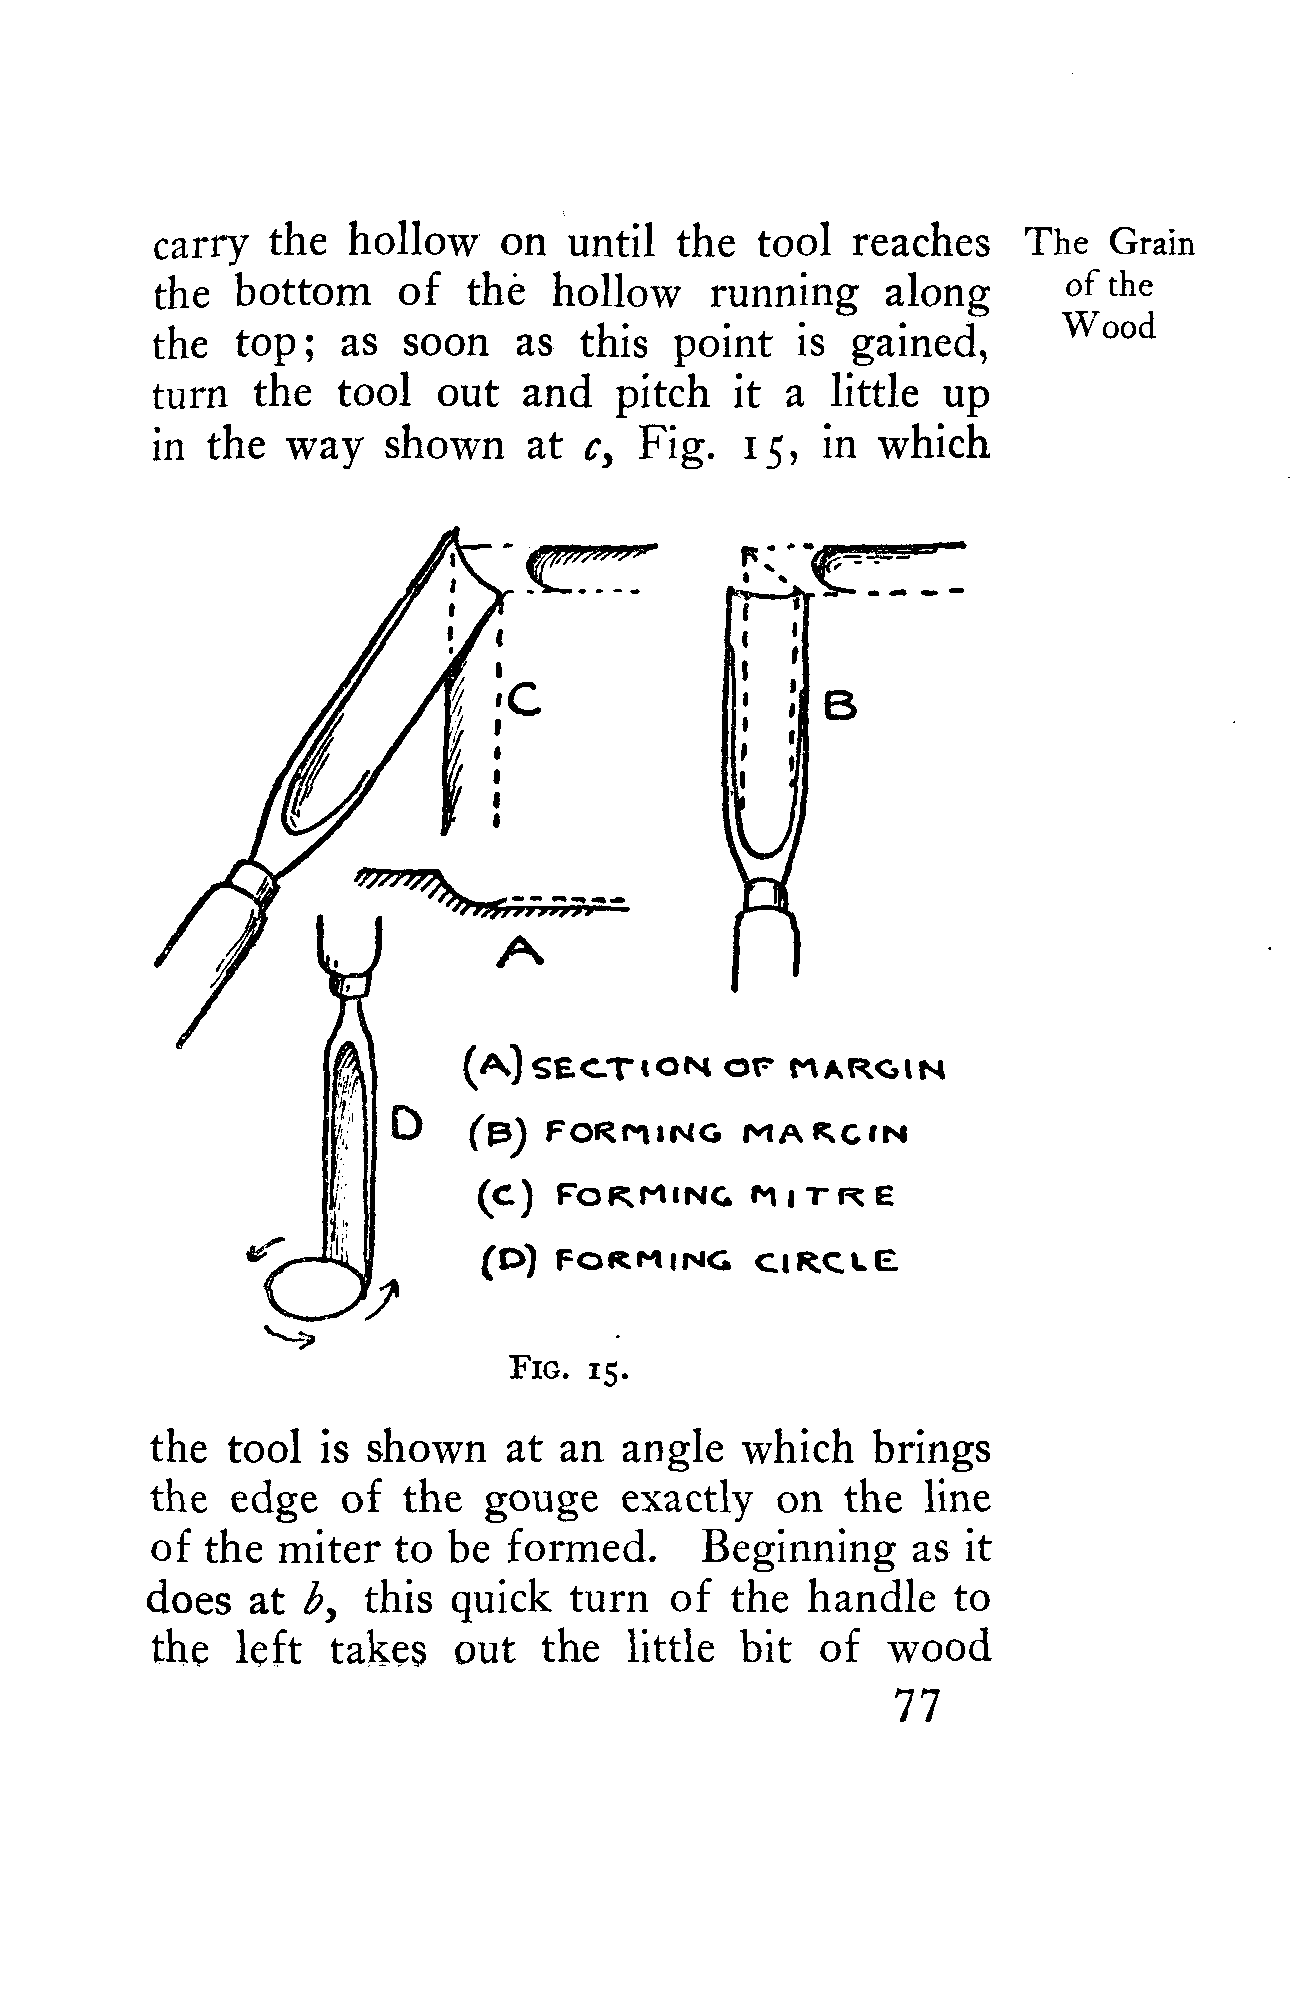 carry the hollow on until the tool reaches
the bottom of the hollow running along
the top; as soon as this point is gained,
turn the tool out and pitch it a little up
in the way shown at c, Fig. 15, in which
The Grain
of the
Wood
C
B
A
D
(A) SECTION OF MARGIN
(B) FORMING MARGIN
(C) FORMING MITRE
(D) FORMING CIRCLE
FIG. 15.
the tool is shown at an angle which brings
the edge of the gouge exactly on the line
of the miter to be formed. Beginning as it
does at b, this quick turn of the handle to
the left takes out the little bit of wood
77